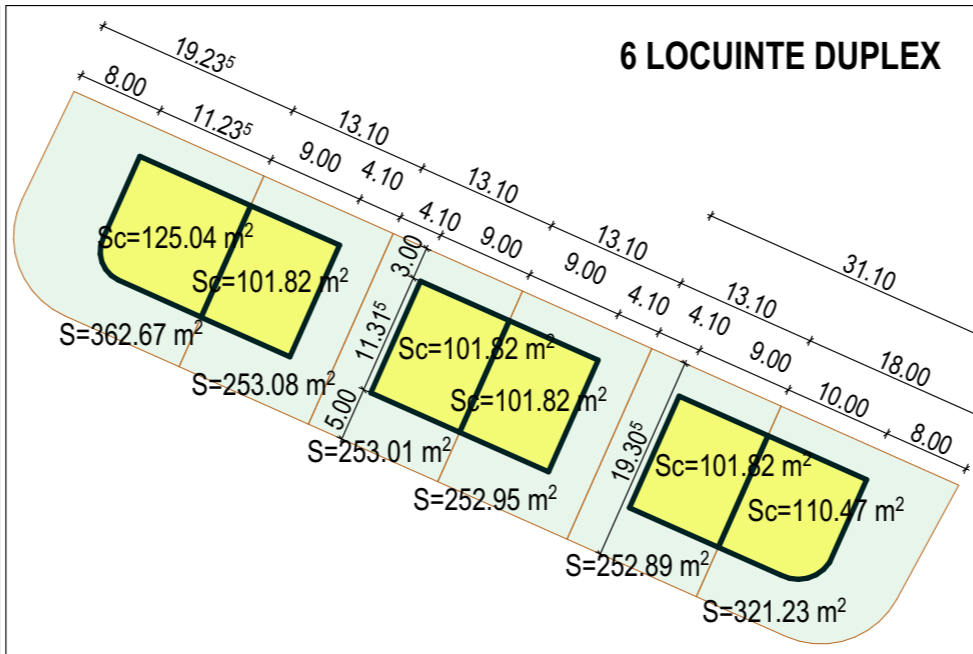 6 LOCUINTE DUPLEX
19.23⁵
13.10
13.10
13.10
13.10
18.00
31.10
8.00
11.23⁵
9.00
4.10
4.10
9.00
9.00
4.10
4.10
9.00
10.00
8.00
3.00
11.31⁵
5.00
19.30⁵
Sc=125.04 m²
Sc=101.82 m²
S=362.67 m²
S=253.08 m²
Sc=101.82 m²
Sc=101.82 m²
S=253.01 m²
S=252.95 m²
Sc=101.82 m²
Sc=110.47 m²
S=252.89 m²
S=321.23 m²